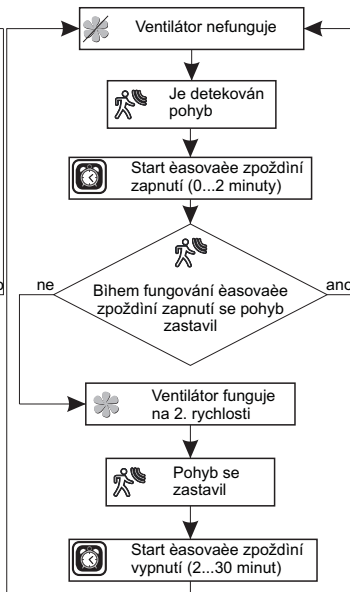 Ventilátor nefunguje
Je detekován
pohyb
Start èasovaèe zpoždìní
zapnutí (0...2 minuty)
ne
ano
Bìhem fungování èasovaèe
zpoždìní zapnutí se pohyb
zastavil
Ventilátor funguje
na 2. rychlosti
Pohyb se
zastavil
Start èasovaèe zpoždìní
vypnutí (2...30 minut)